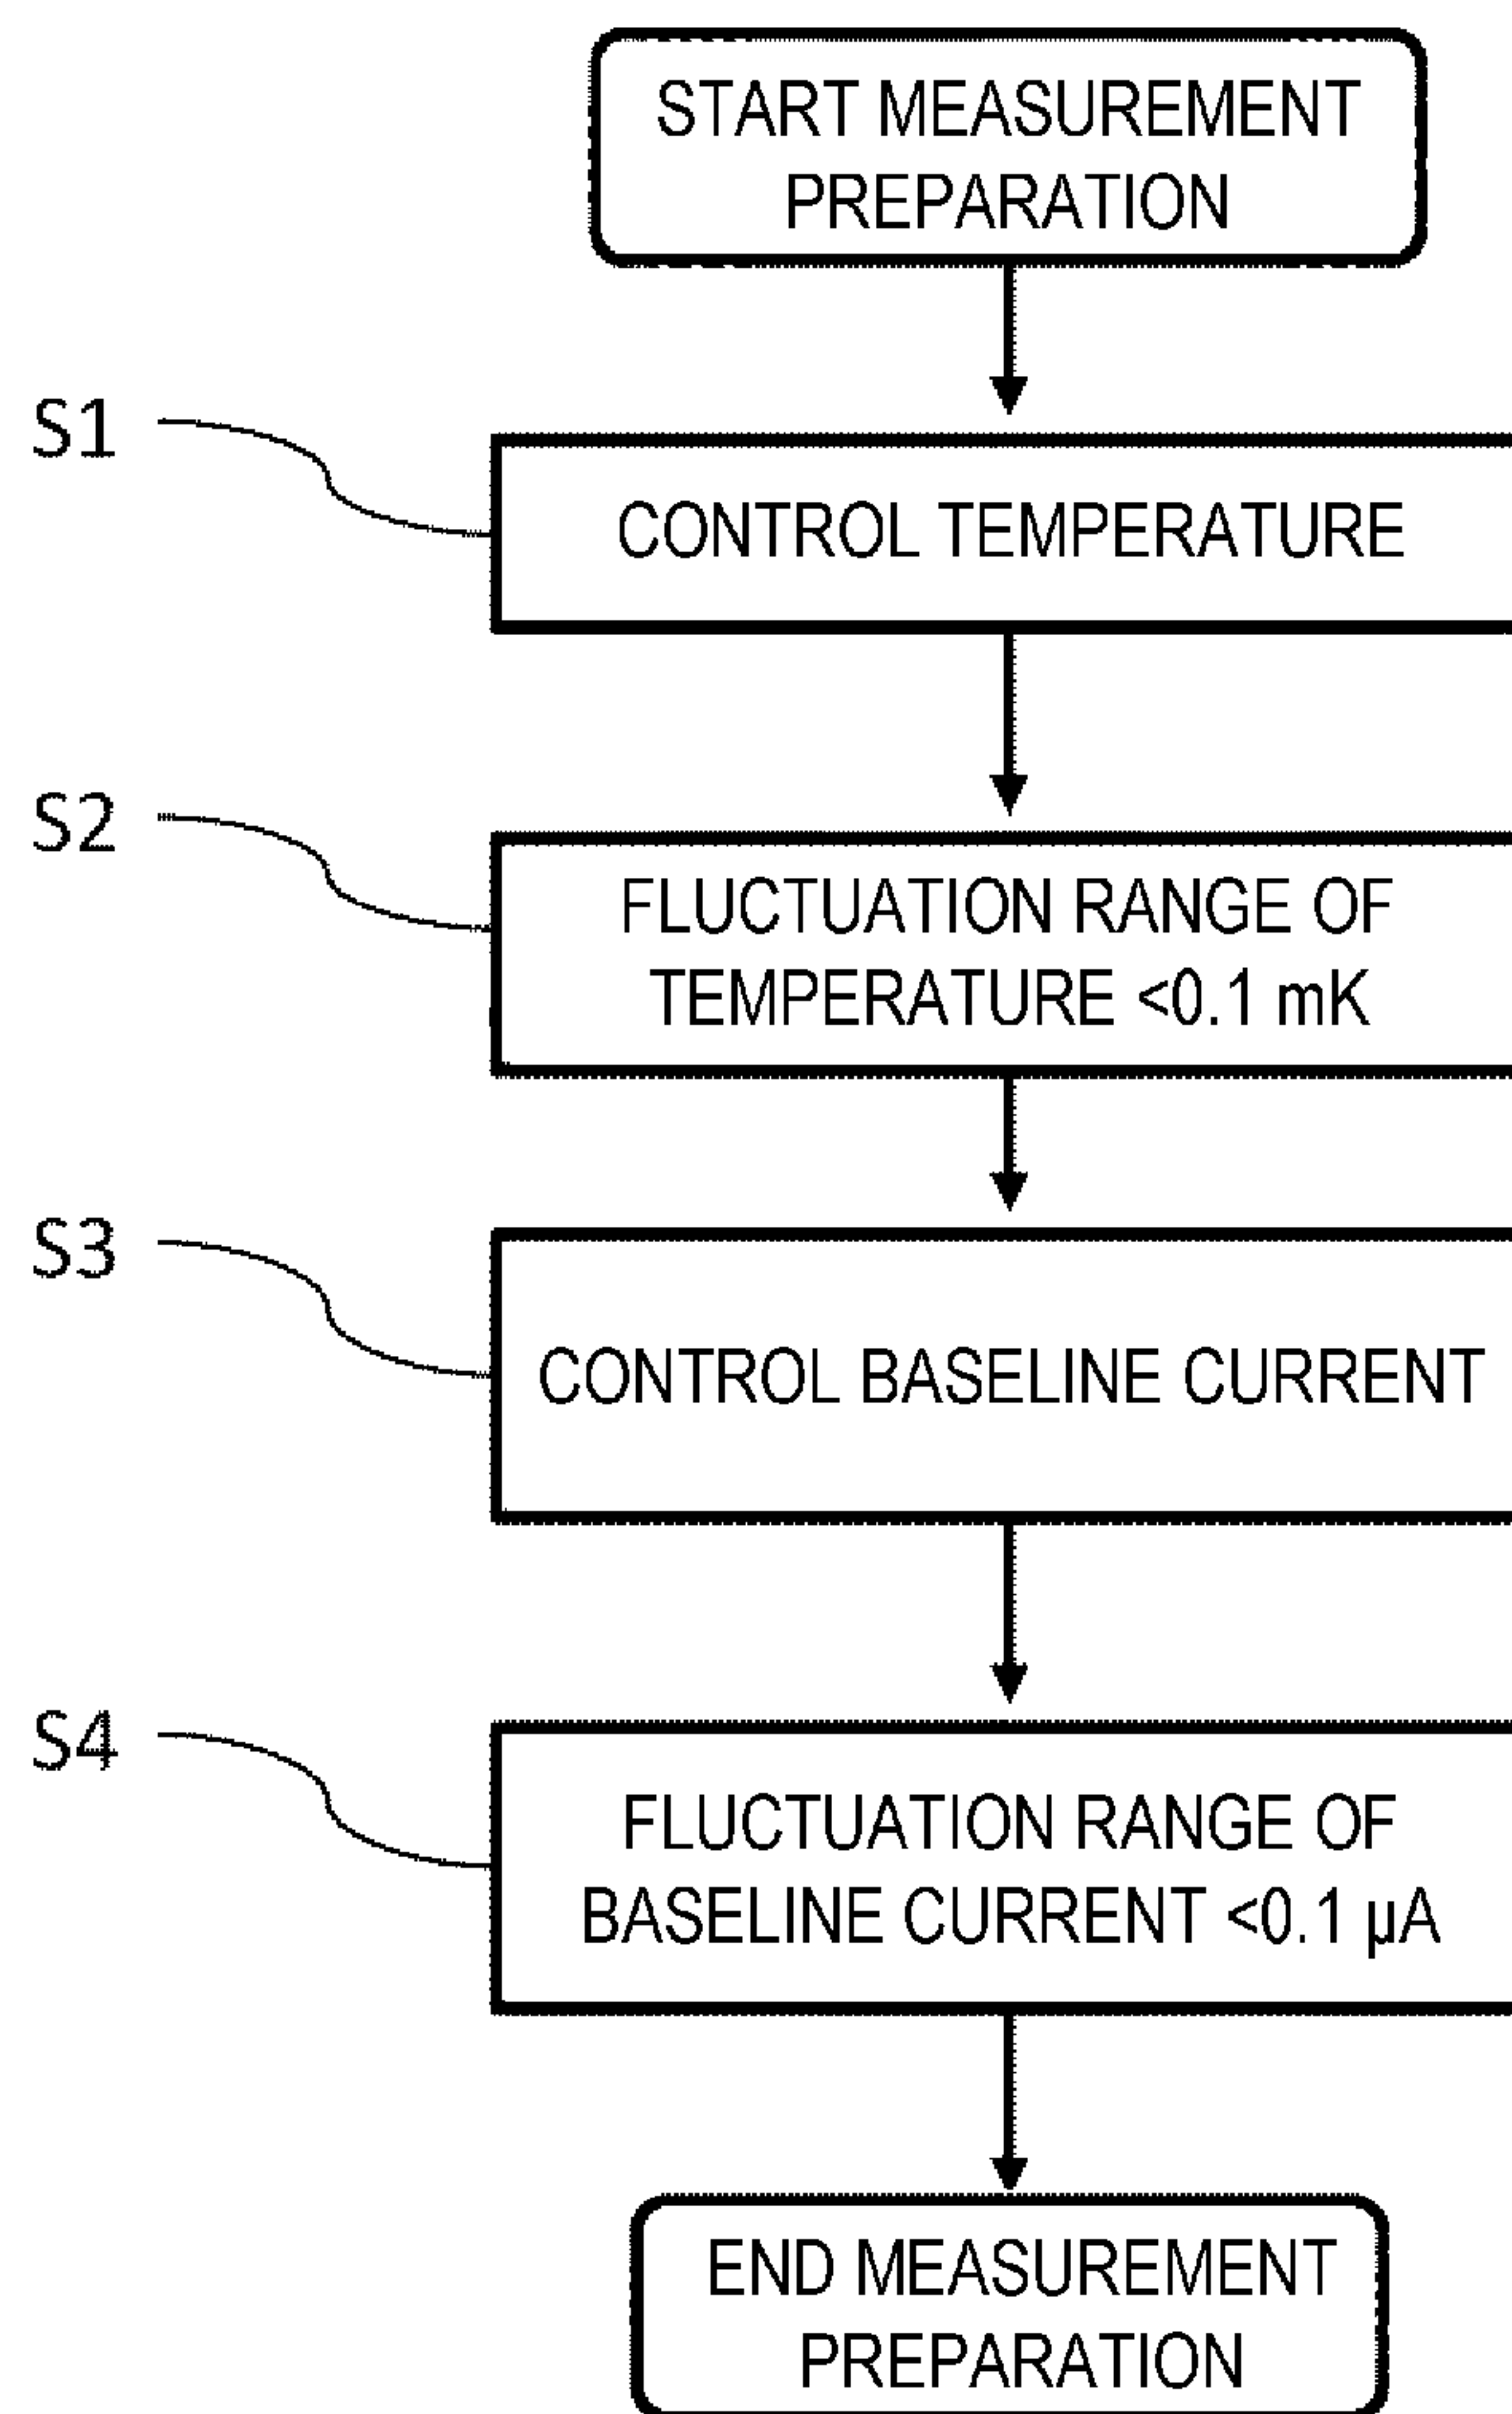 START MEASUREMENT
PREPARATION
S1
CONTROL TEMPERATURE
S2
FLUCTUATION RANGE OF
TEMPERATURE <0.1 mK
S3
CONTROL BASELINE CURRENT
S4
FLUCTUATION RANGE OF
BASELINE CURRENT <0.1 μA
END MEASUREMENT
PREPARATION